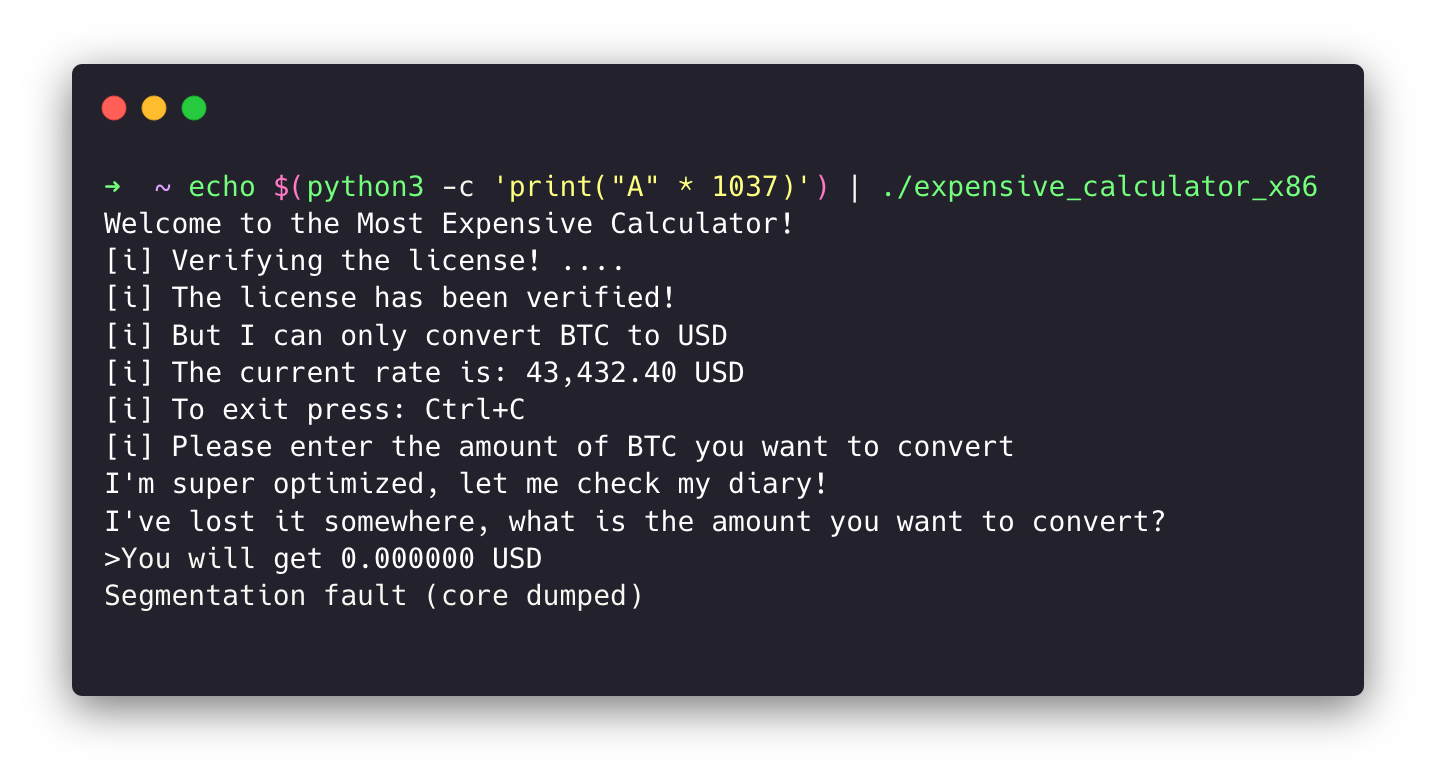 ➜  ~ echo $(python3 -c 'print("A" * 1037)') | ./expensive_calculator_x86
Welcome to the Most Expensive Calculator!
[i] Verifying the license! ....
[i] The license has been verified!
[i] But I can only convert BTC to USD
[i] The current rate is: 43,432.40 USD
[i] To exit press: Ctrl+C
[i] Please enter the amount of BTC you want to convert
I'm super optimized, let me check my diary!
I've lost it somewhere, what is the amount you want to convert?
>You will get 0.000000 USD
Segmentation fault (core dumped)